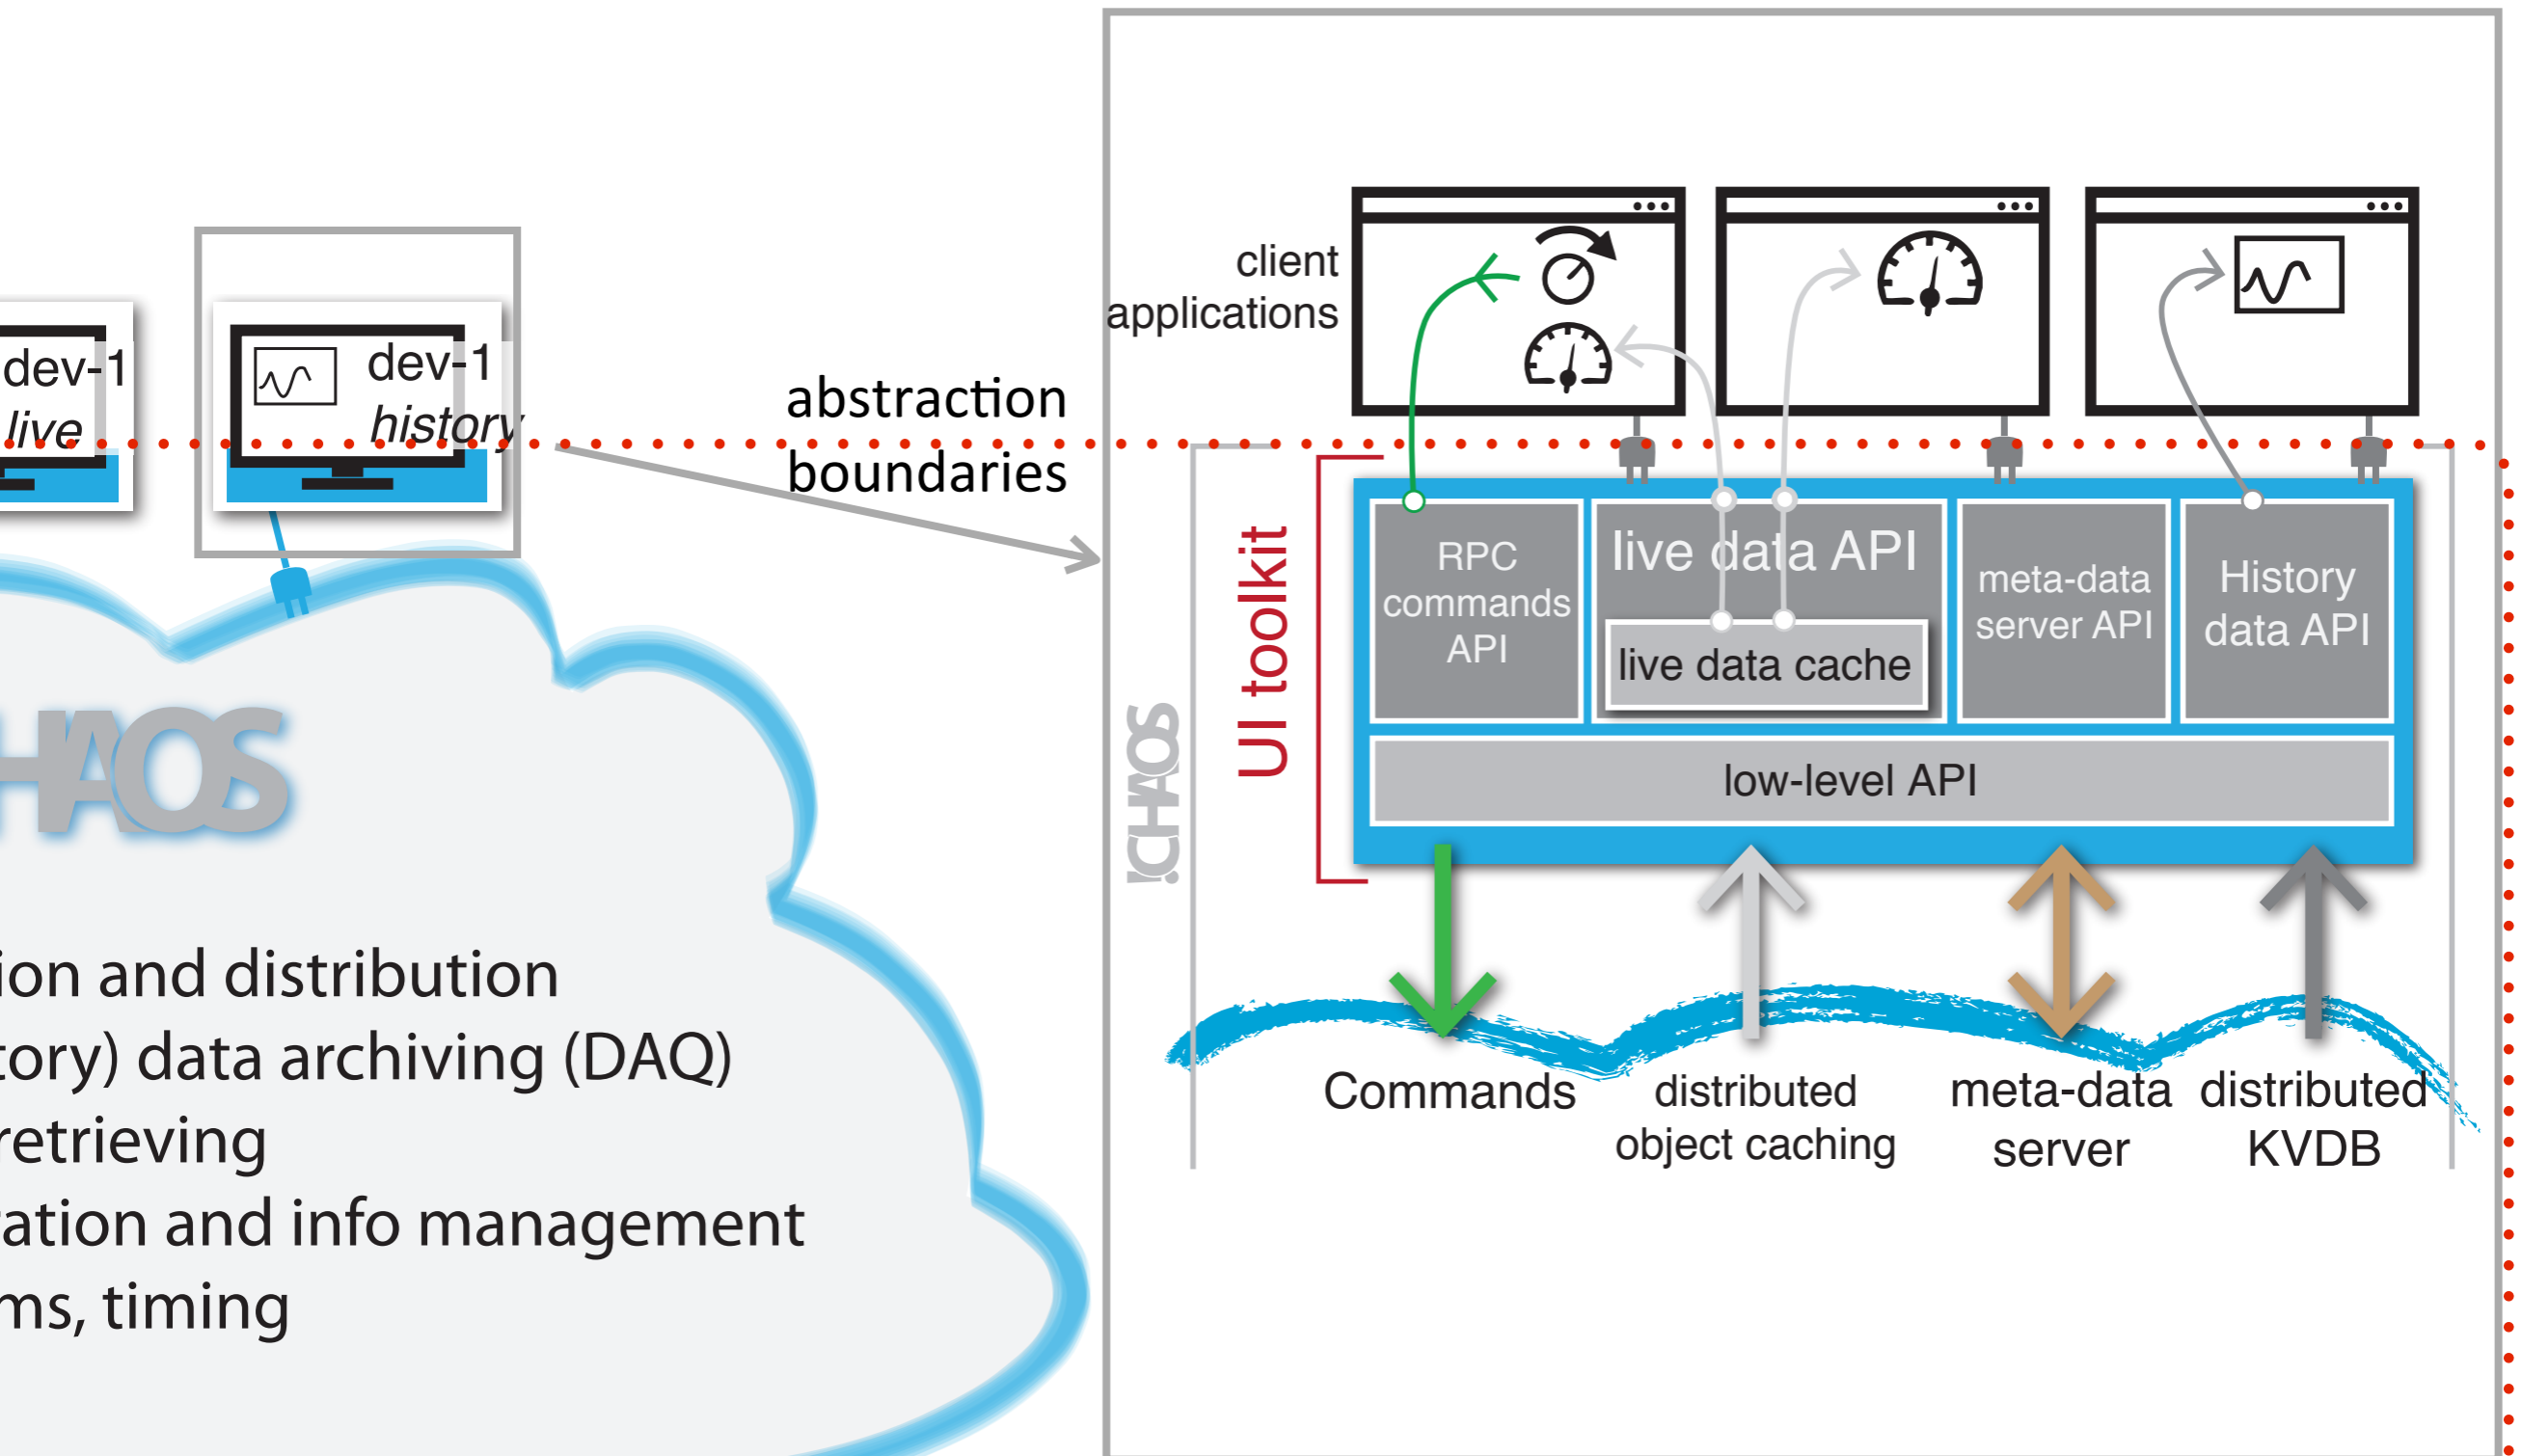 dev-1
live
dev-1
history
abstraction
boundaries
HAOS
ion and distribution
tory) data archiving (DAQ)
retrieving
ration and info management
ms, timing
client
applications
!CHAOS
UI toolkit
RPC
commands
API
live data API
live data cache
meta-data
server API
History
data API
low-level API
Commands
distributed
object caching
meta-data
server
distributed
KVDB